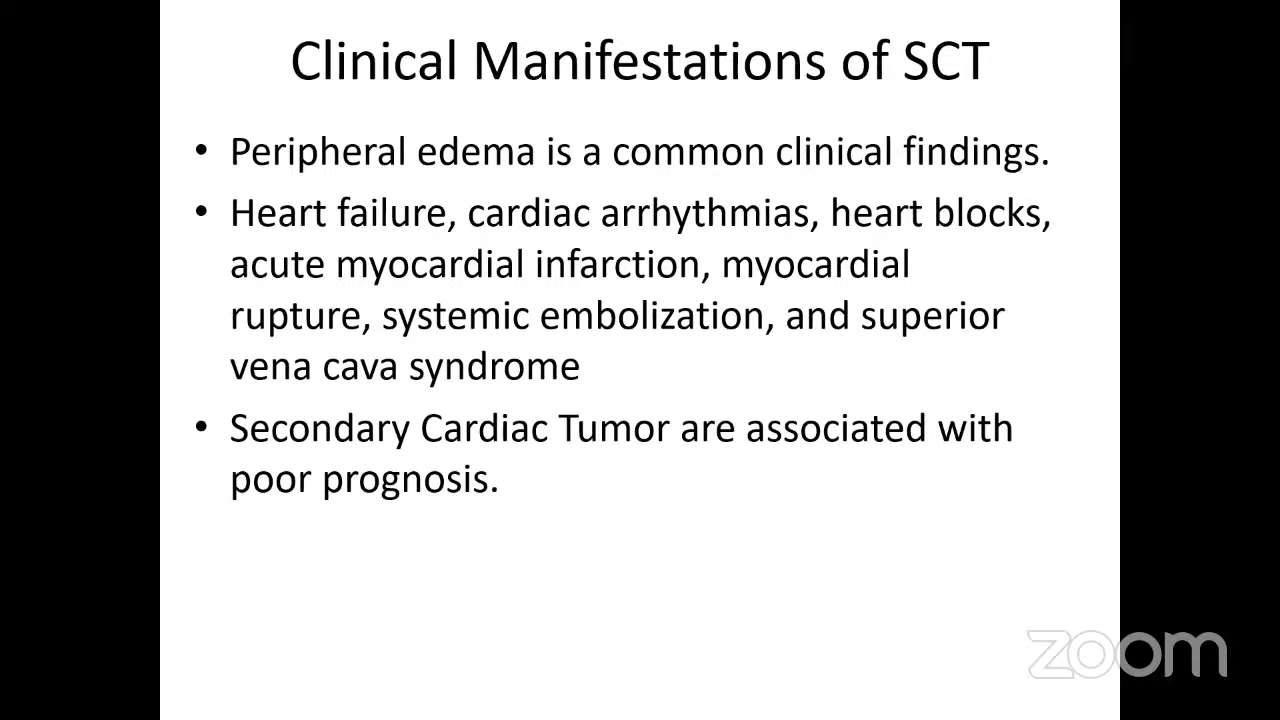 Clinical Manifestations of SCT
• Peripheral edema is a common clinical findings.
• Heart failure, cardiac arrhythmias, heart blocks,
acute myocardial infarction, myocardial
rupture, systemic embolization, and superior
vena cava syndrome
• Secondary Cardiac Tumor are associated with
poor prognosis.
zoom